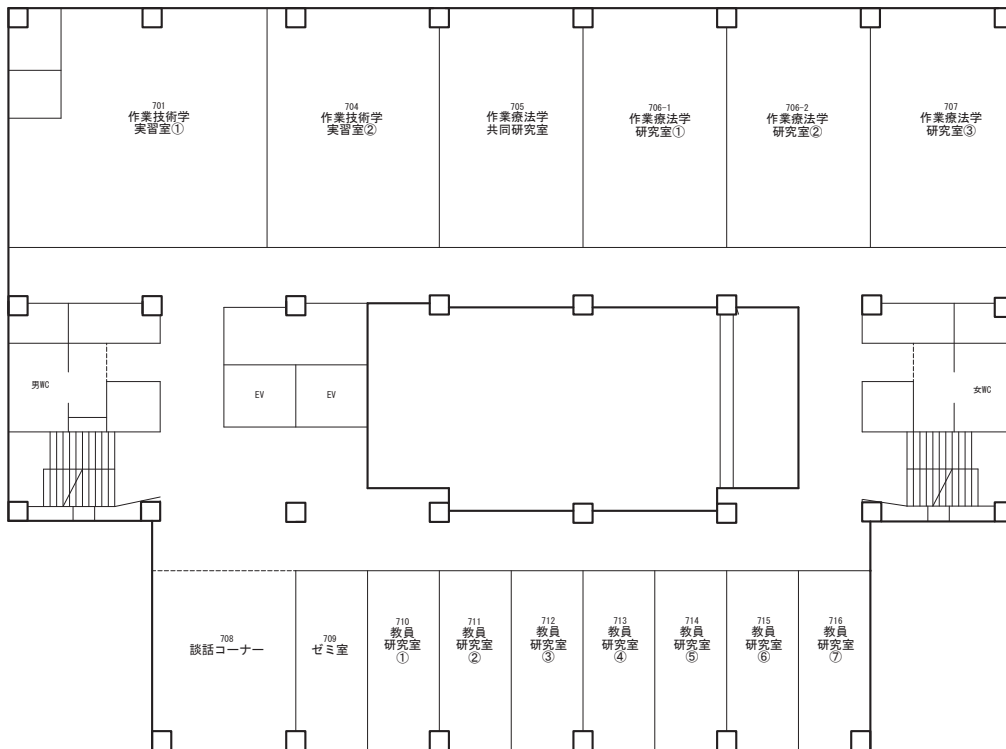 701
作業技術学
実習室①
704
作業技術学
実習室②
705
作業療法学
共同研究室
706-1
作業療法学
研究室①
706-2
作業療法学
研究室②
707
作業療法学
研究室③
男WC
EV
EV
女WC
708
談話コーナー
709
ゼミ室
710
教員
研究室
①
711
教員
研究室
②
712
教員
研究室
③
713
教員
研究室
④
714
教員
研究室
⑤
715
教員
研究室
⑥
716
教員
研究室
⑦